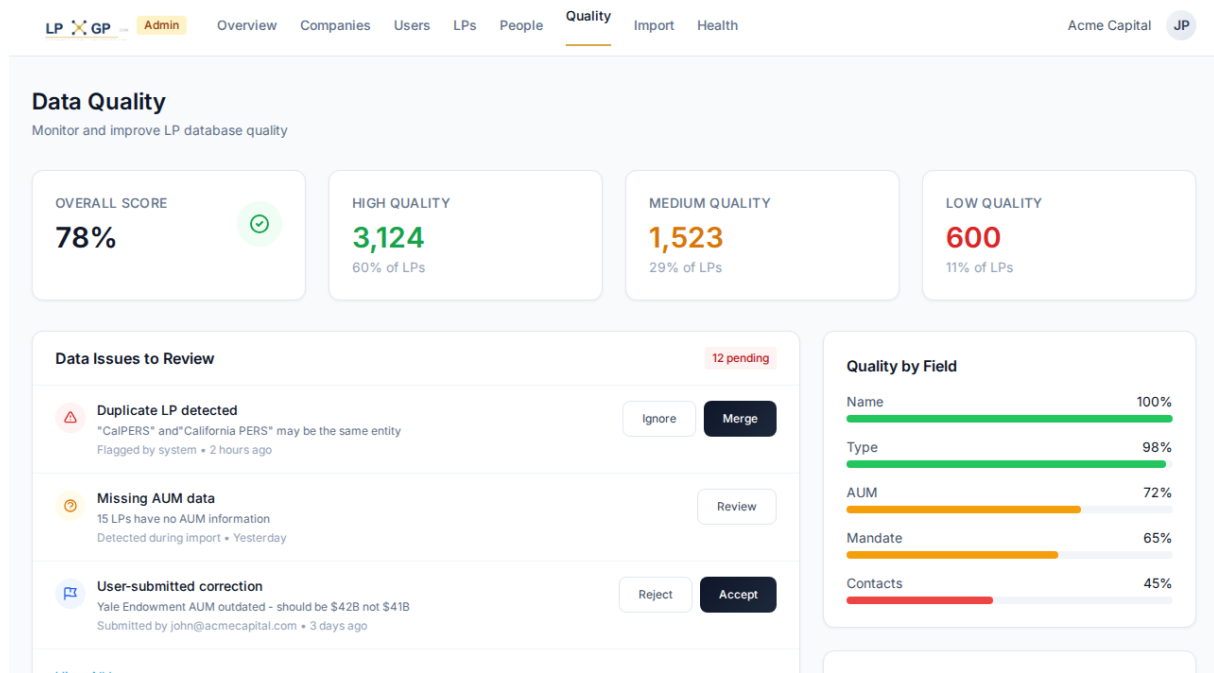 LP GP
Admin
Overview
Companies
Users
LPs
People
Quality
Import
Health
Acme Capital
JP
Data Quality
Monitor and improve LP database quality
OVERALL SCORE
78%
HIGH QUALITY
3,124
60% of LPs
MEDIUM QUALITY
1,523
29% of LPs
LOW QUALITY
600
11% of LPs
Data Issues to Review
12 pending
Duplicate LP detected
"CalPERS" and"California PERS" may be the same entity
Flagged by system • 2 hours ago
Ignore
Merge
Missing AUM data
15 LPs have no AUM information
Detected during import • Yesterday
Review
User-submitted correction
Yale Endowment AUM outdated - should be $42B not $41B
Submitted by john@acmecapital.com • 3 days ago
Reject
Accept
Quality by Field
Name 100%
Type 98%
AUM 72%
Mandate 65%
Contacts 45%